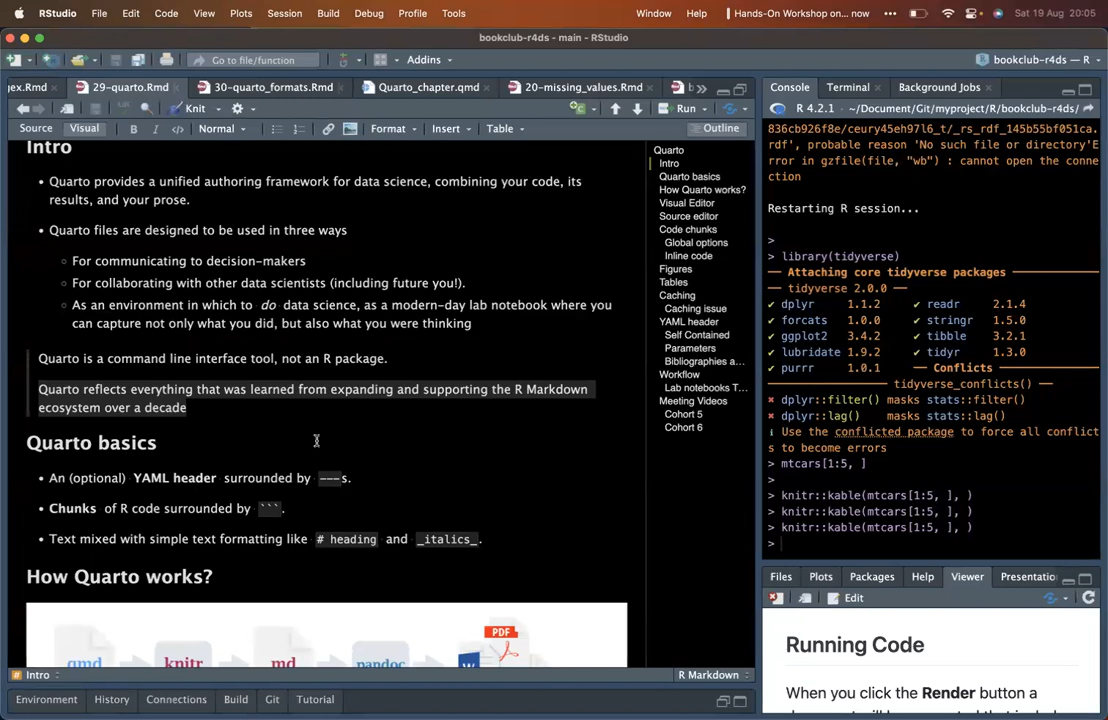 RStudio File Edit Code View Plots Session Build Debug Profile Tools Window Help Hands-On Workshop on... now Sat 19 Aug 20:05
bookclub-r4ds - main - RStudio
Go to file/function Addins bookclub-r4ds — R
gex.Rmd 29-quarto.Rmd 30-quarto_formats.Rmd Quarto_chapter.qmd 20-missing_values.Rmd b
Knit Run
Source Visual B I Normal Format Insert Table Outline
Intro
• Quarto provides a unified authoring framework for data science, combining your code, its
results, and your prose.
• Quarto files are designed to be used in three ways
○ For communicating to decision-makers
○ For collaborating with other data scientists (including future you!).
○ As an environment in which to do data science, as a modern-day lab notebook where you
can capture not only what you did, but also what you were thinking
Quarto is a command line interface tool, not an R package.
Quarto reflects everything that was learned from expanding and supporting the R Markdown
ecosystem over a decade
Quarto basics
• An (optional) YAML header surrounded by ---s.
• Chunks of R code surrounded by ```.
• Text mixed with simple text formatting like # heading and _italics_.
How Quarto works?
qmd knitr md pandoc W PDF
Intro R Markdown
Quarto
Intro
Quarto basics
How Quarto works?
Visual Editor
Source editor
Code chunks
Global options
Inline code
Figures
Tables
Caching
Caching issue
YAML header
Self Contained
Parameters
Bibliographies a...
Workflow
Lab notebooks T...
Meeting Videos
Cohort 5
Cohort 6
Environment History Connections Build Git Tutorial
Console Terminal Background Jobs
R 4.2.1 · ~/Document/Git/myproject/R/bookclub-r4ds/
836cb926f8e/ceury45eh97l6_t/_rs_rdf_145b55bf051ca.
rdf', probable reason 'No such file or directory'E
rror in gzfile(file, "wb") : cannot open the conne
ction
Restarting R session...
>
> library(tidyverse)
── Attaching core tidyverse packages ────
── tidyverse 2.0.0 ──
✔ dplyr 1.1.2 ✔ readr 2.1.4
✔ forcats 1.0.0 ✔ stringr 1.5.0
✔ ggplot2 3.4.2 ✔ tibble 3.2.1
✔ lubridate 1.9.2 ✔ tidyr 1.3.0
✔ purrr 1.0.1 ── Conflicts
──── tidyverse_conflicts() ──
✖ dplyr::filter() masks stats::filter()
✖ dplyr::lag() masks stats::lag()
ℹ Use the conflicted package to force all conflict
s to become errors
> mtcars[1:5, ]
>
> knitr::kable(mtcars[1:5, ], )
> knitr::kable(mtcars[1:5, ], )
> knitr::kable(mtcars[1:5, ], )
>
Files Plots Packages Help Viewer Presentatio
Edit
Running Code
When you click the Render button a